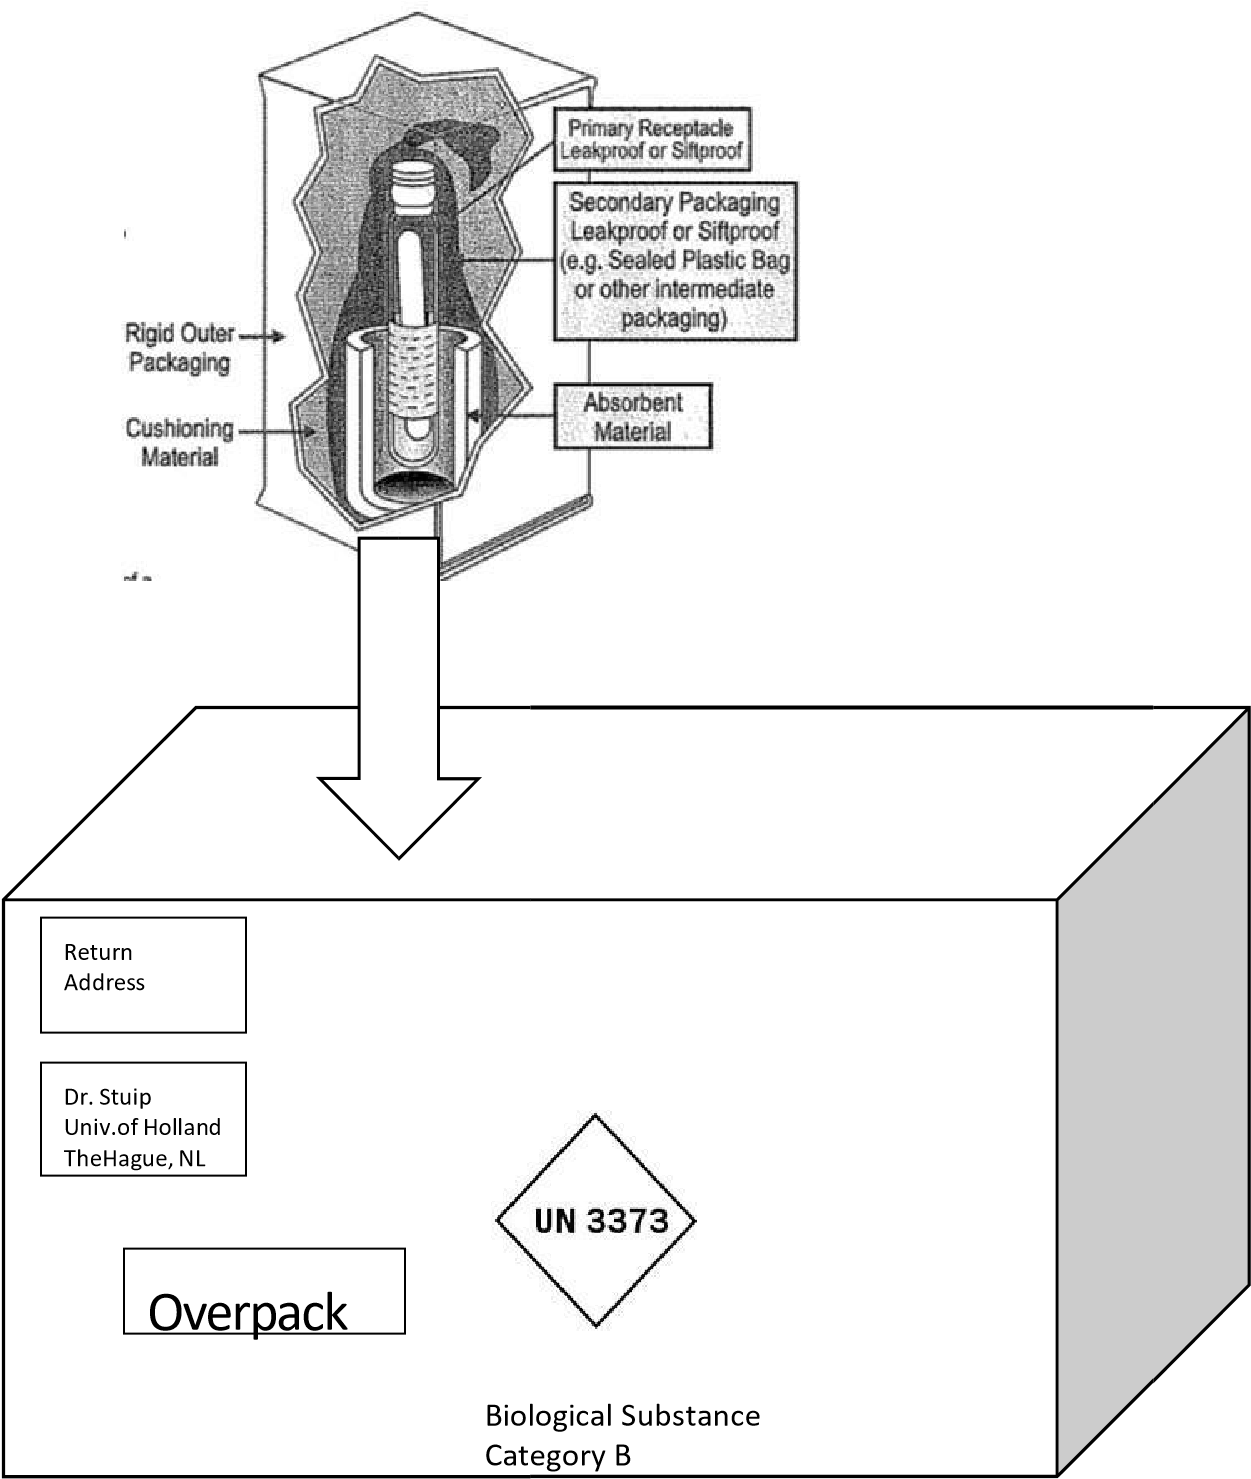 Primary Receptacle
Leakproof or Siftproof
Secondary Packaging
Leakproof or Siftproof
(e.g. Sealed Plastic Bag
or other intermediate
packaging)
Rigid Outer
Packaging
Absorbent
Material
Cushioning
Material
Return
Address
Dr. Stuip
Univ.of Holland
TheHague, NL
UN 3373
Overpack
Biological Substance
Category B